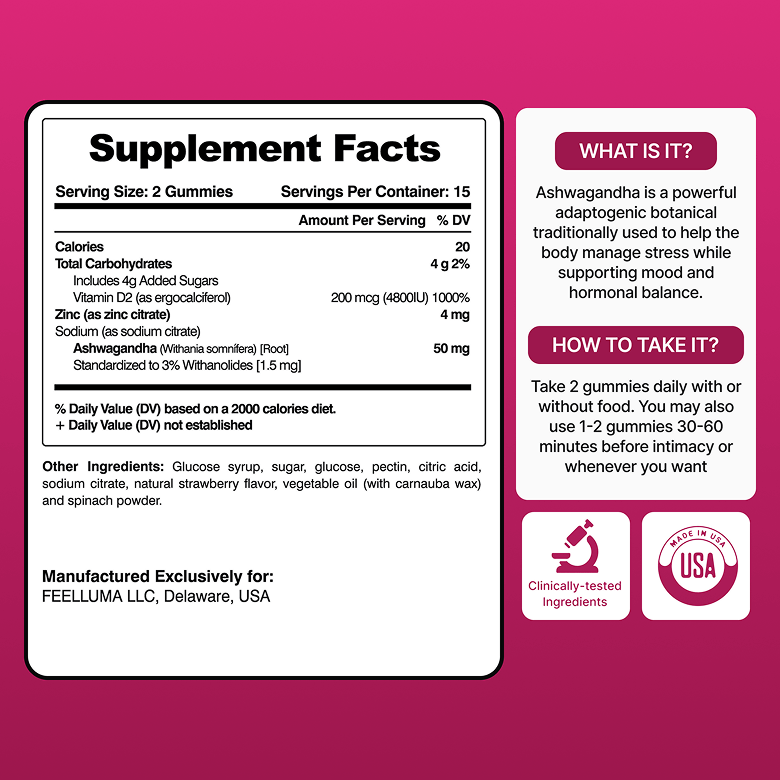 Supplement Facts
Serving Size: 2 Gummies Servings Per Container: 15
Amount Per Serving % DV
Calories 20
Total Carbohydrates 4 g 2%
Includes 4g Added Sugars
Vitamin D2 (as ergocalciferol) 200 mcg (4800IU) 1000%
Zinc (as zinc citrate) 4 mg
Sodium (as sodium citrate)
Ashwagandha (Withania somnífera) [Root] 50 mg
Standardized to 3% Withanolides [1.5 mg]
% Daily Value (DV) based on a 2000 calories diet.
+ Daily Value (DV) not established
Other Ingredients: Glucose syrup, sugar, glucose, pectin, citric acid,
sodium citrate, natural strawberry flavor, vegetable oil (with carnauba wax)
and spinach powder.
Manufactured Exclusively for:
FEELLUMA LLC, Delaware, USA
WHAT IS IT?
Ashwagandha is a powerful
adaptogenic botanical
traditionally used to help the
body manage stress while
supporting mood and
hormonal balance.
HOW TO TAKE IT?
Take 2 gummies daily with or
without food. You may also
use 1-2 gummies 30-60
minutes before intimacy or
whenever you want
Clinically-tested
Ingredients
MADE IN USA
USA